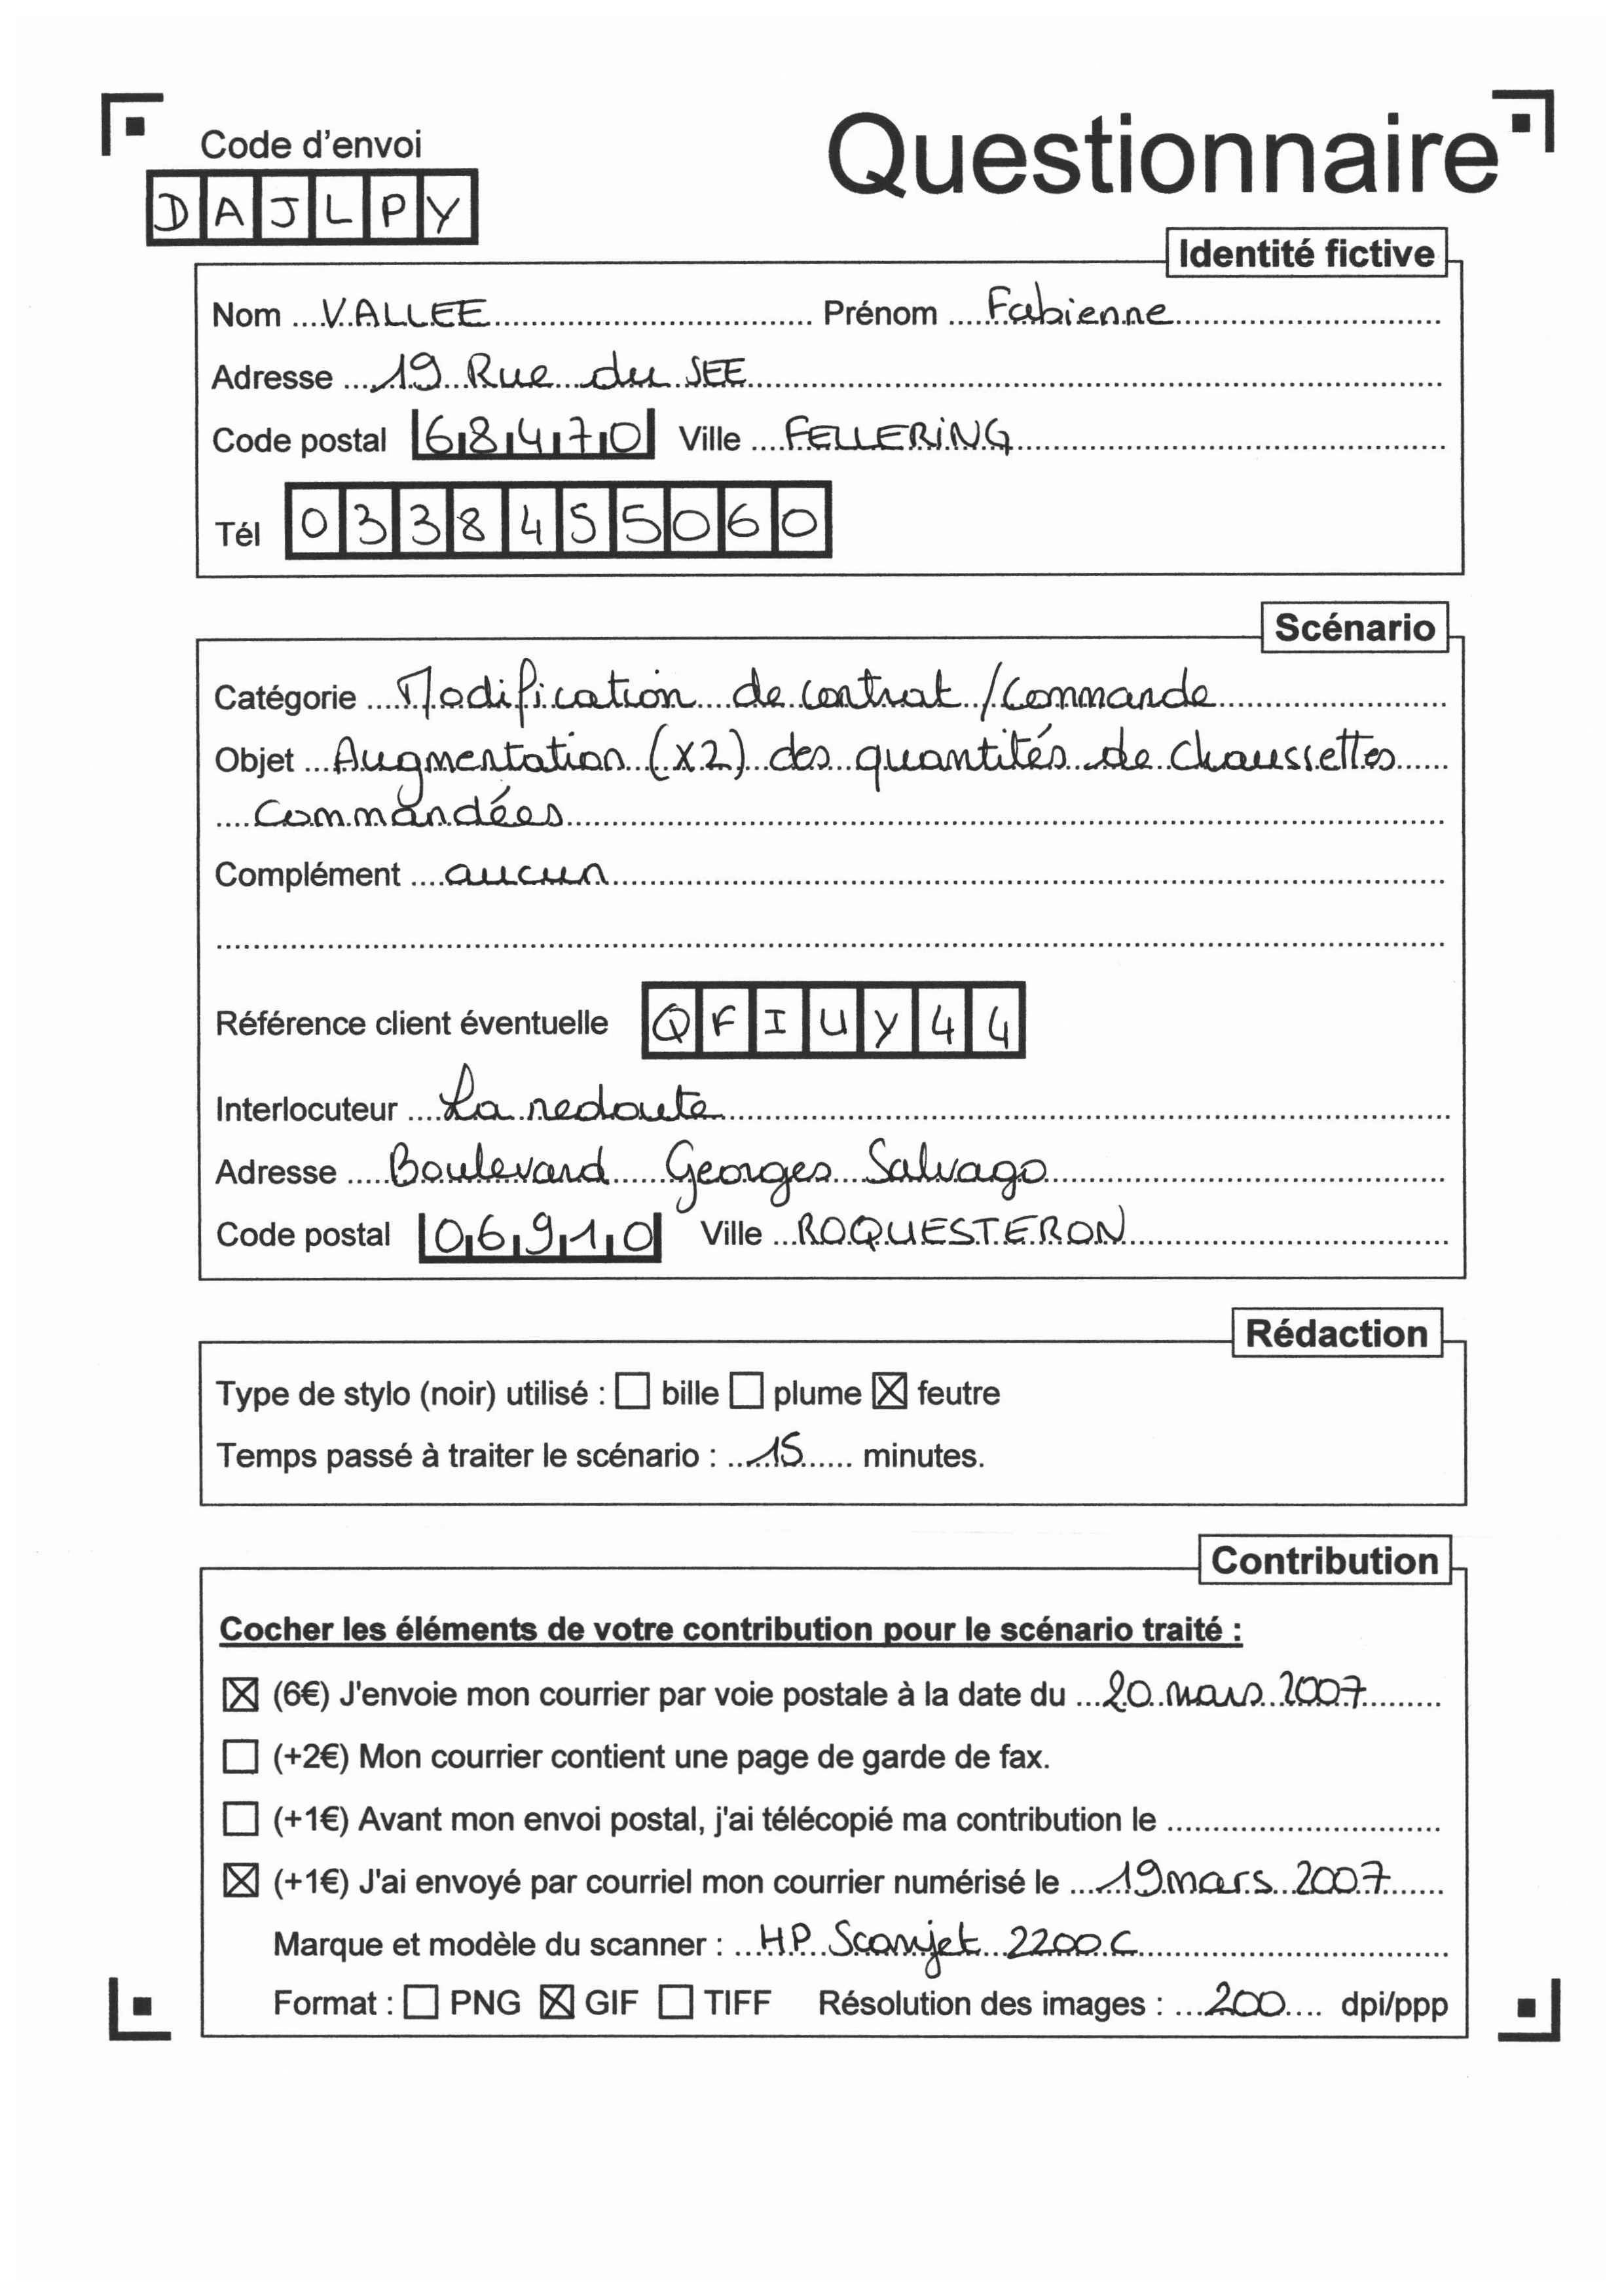 Code d'envoi
Questionnaire
DAJLPY
Identité fictive
Nom ....VALLEE.... Prénom ....Fabienne....
Adresse ....19 Rue du SEE....
Code postal 68470 Ville ....FELLERING....
Tél 0338455060
Scénario
Catégorie ....Modification de contrat / Commande....
Objet ....Augmentation (x2) des quantités de chaussettes....
....commandées....
Complément ....aucun....
Référence client éventuelle QFIUY44
Interlocuteur ....La redoute....
Adresse ....Boulevard Georges Salvago....
Code postal 06910 Ville ....ROQUESTERON....
Rédaction
Type de stylo (noir) utilisé : ☐ bille ☐ plume ☒ feutre
Temps passé à traiter le scénario : ....15.... minutes.
Contribution
Cocher les éléments de votre contribution pour le scénario traité :
☒ (6€) J'envoie mon courrier par voie postale à la date du ....20 mars 2007....
☐ (+2€) Mon courrier contient une page de garde de fax.
☐ (+1€) Avant mon envoi postal, j'ai télécopié ma contribution le ....
☒ (+1€) J'ai envoyé par courriel mon courrier numérisé le ....19 mars 2007....
Marque et modèle du scanner : ....HP Scanjet 2200C....
Format : ☐ PNG ☒ GIF ☐ TIFF Résolution des images : ....200.... dpi/ppp